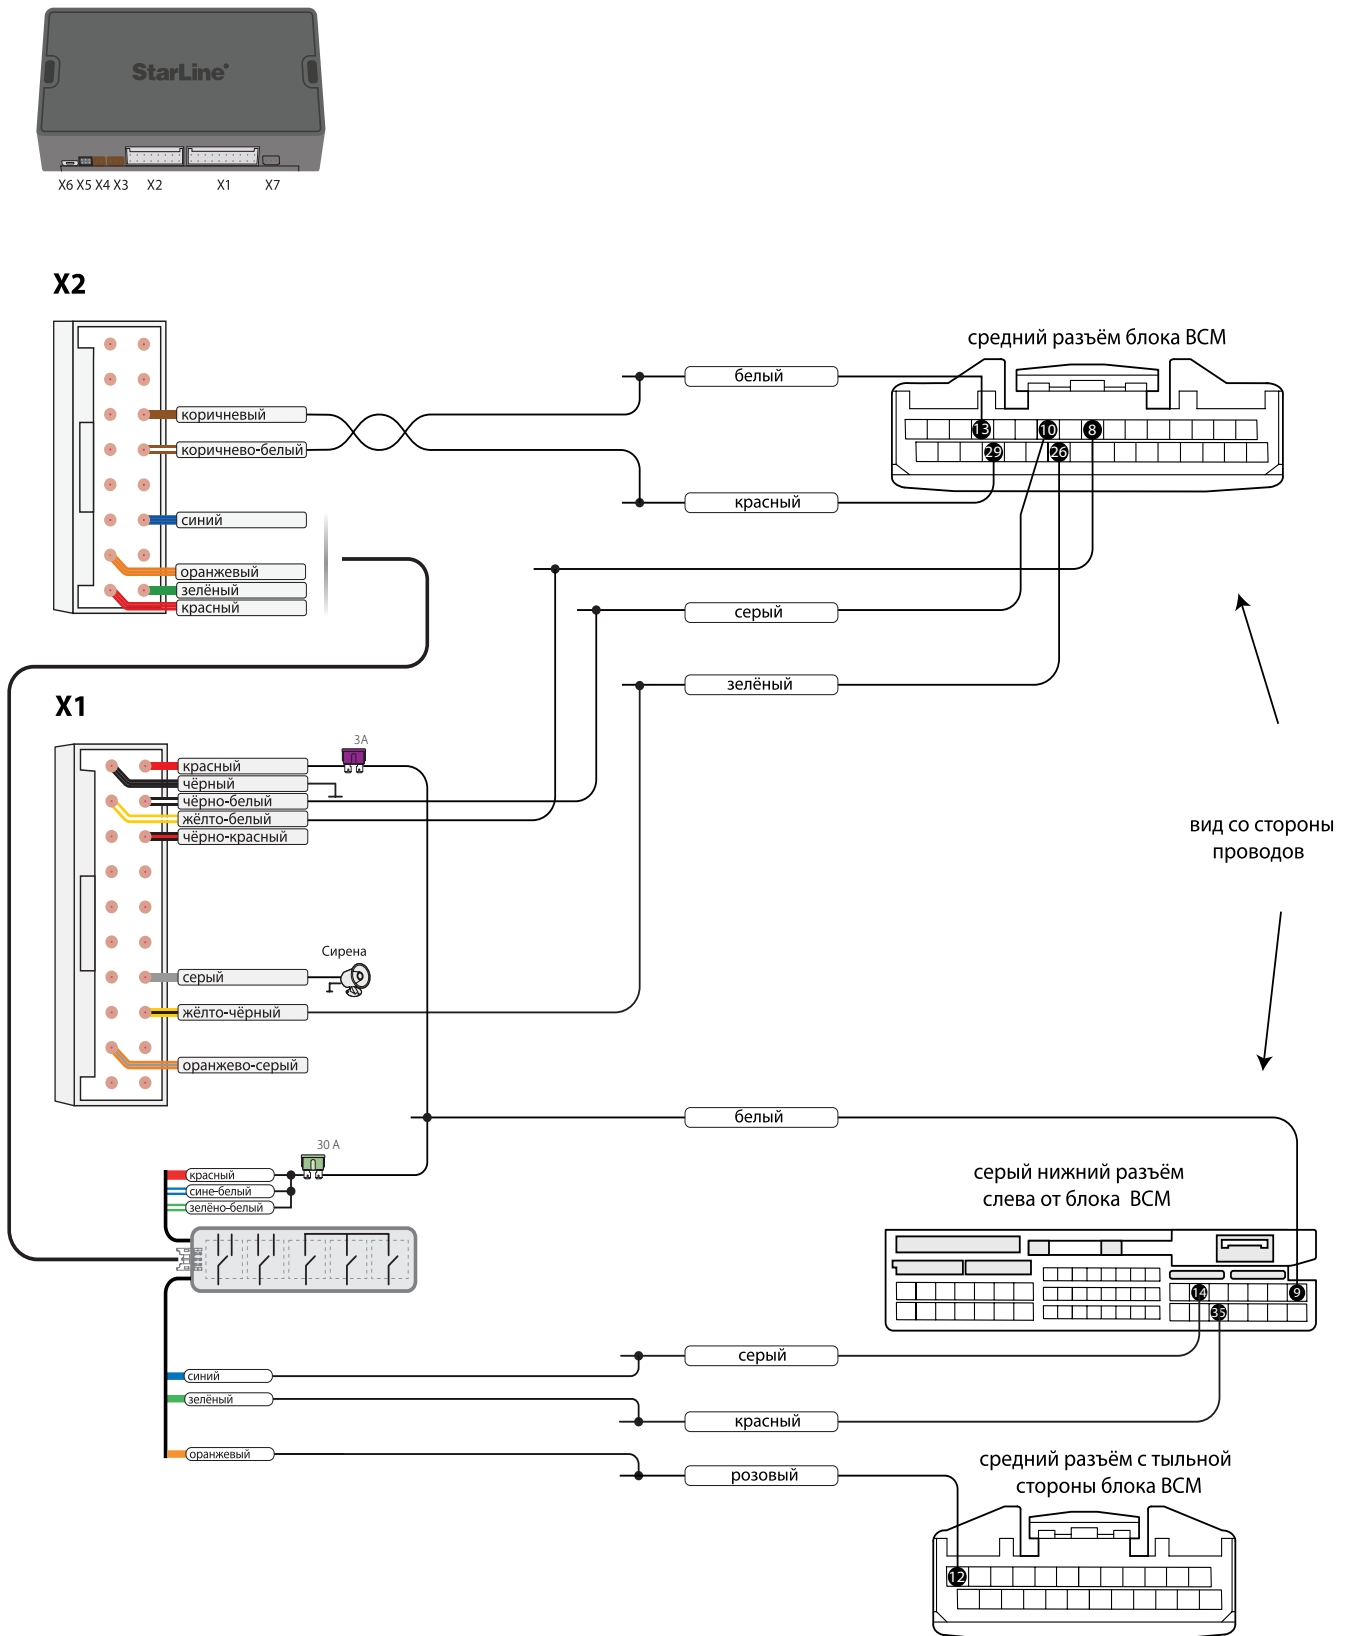 StarLine
X6 X5 X4 X3 X2 X1 X7
X2
средний разъём блока BCM
белый
коричневый
13
10
8
коричнево-белый
29
26
красный
синий
оранжевый
зелёный
красный
серый
зелёный
X1
3A
красный
чёрный
чёрно-белый
жёлто-белый
чёрно-красный
вид со стороны
проводов
Сирена
серый
жёлто-чёрный
оранжево-серый
белый
30 A
красный
сине-белый
зелёно-белый
серый нижний разъём
слева от блока BCM
14
9
35
серый
синий
зелёный
красный
оранжевый
розовый
средний разъём с тыльной
стороны блока BCM
12